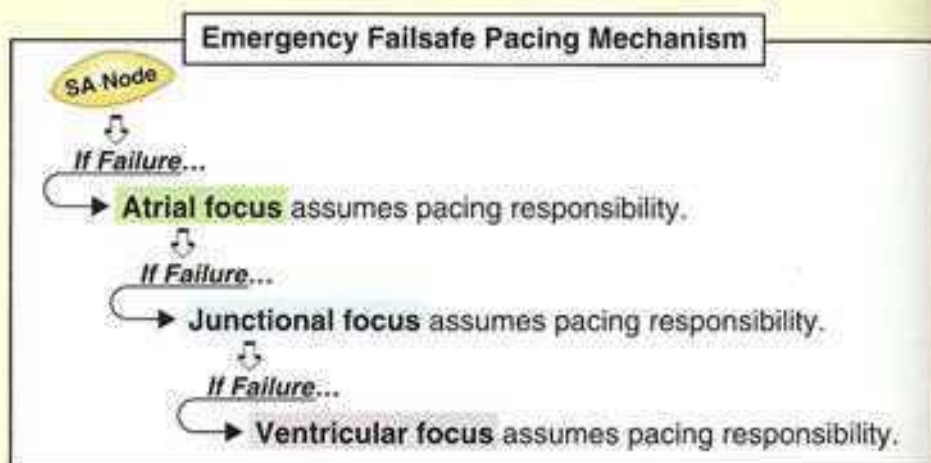 Emergency Failsafe Pacing Mechanism
SA Node
If Failure...
Atrial focus assumes pacing responsibility.
If Failure...
Junctional focus assumes pacing responsibility.
If Failure...
Ventricular focus assumes pacing responsibility.